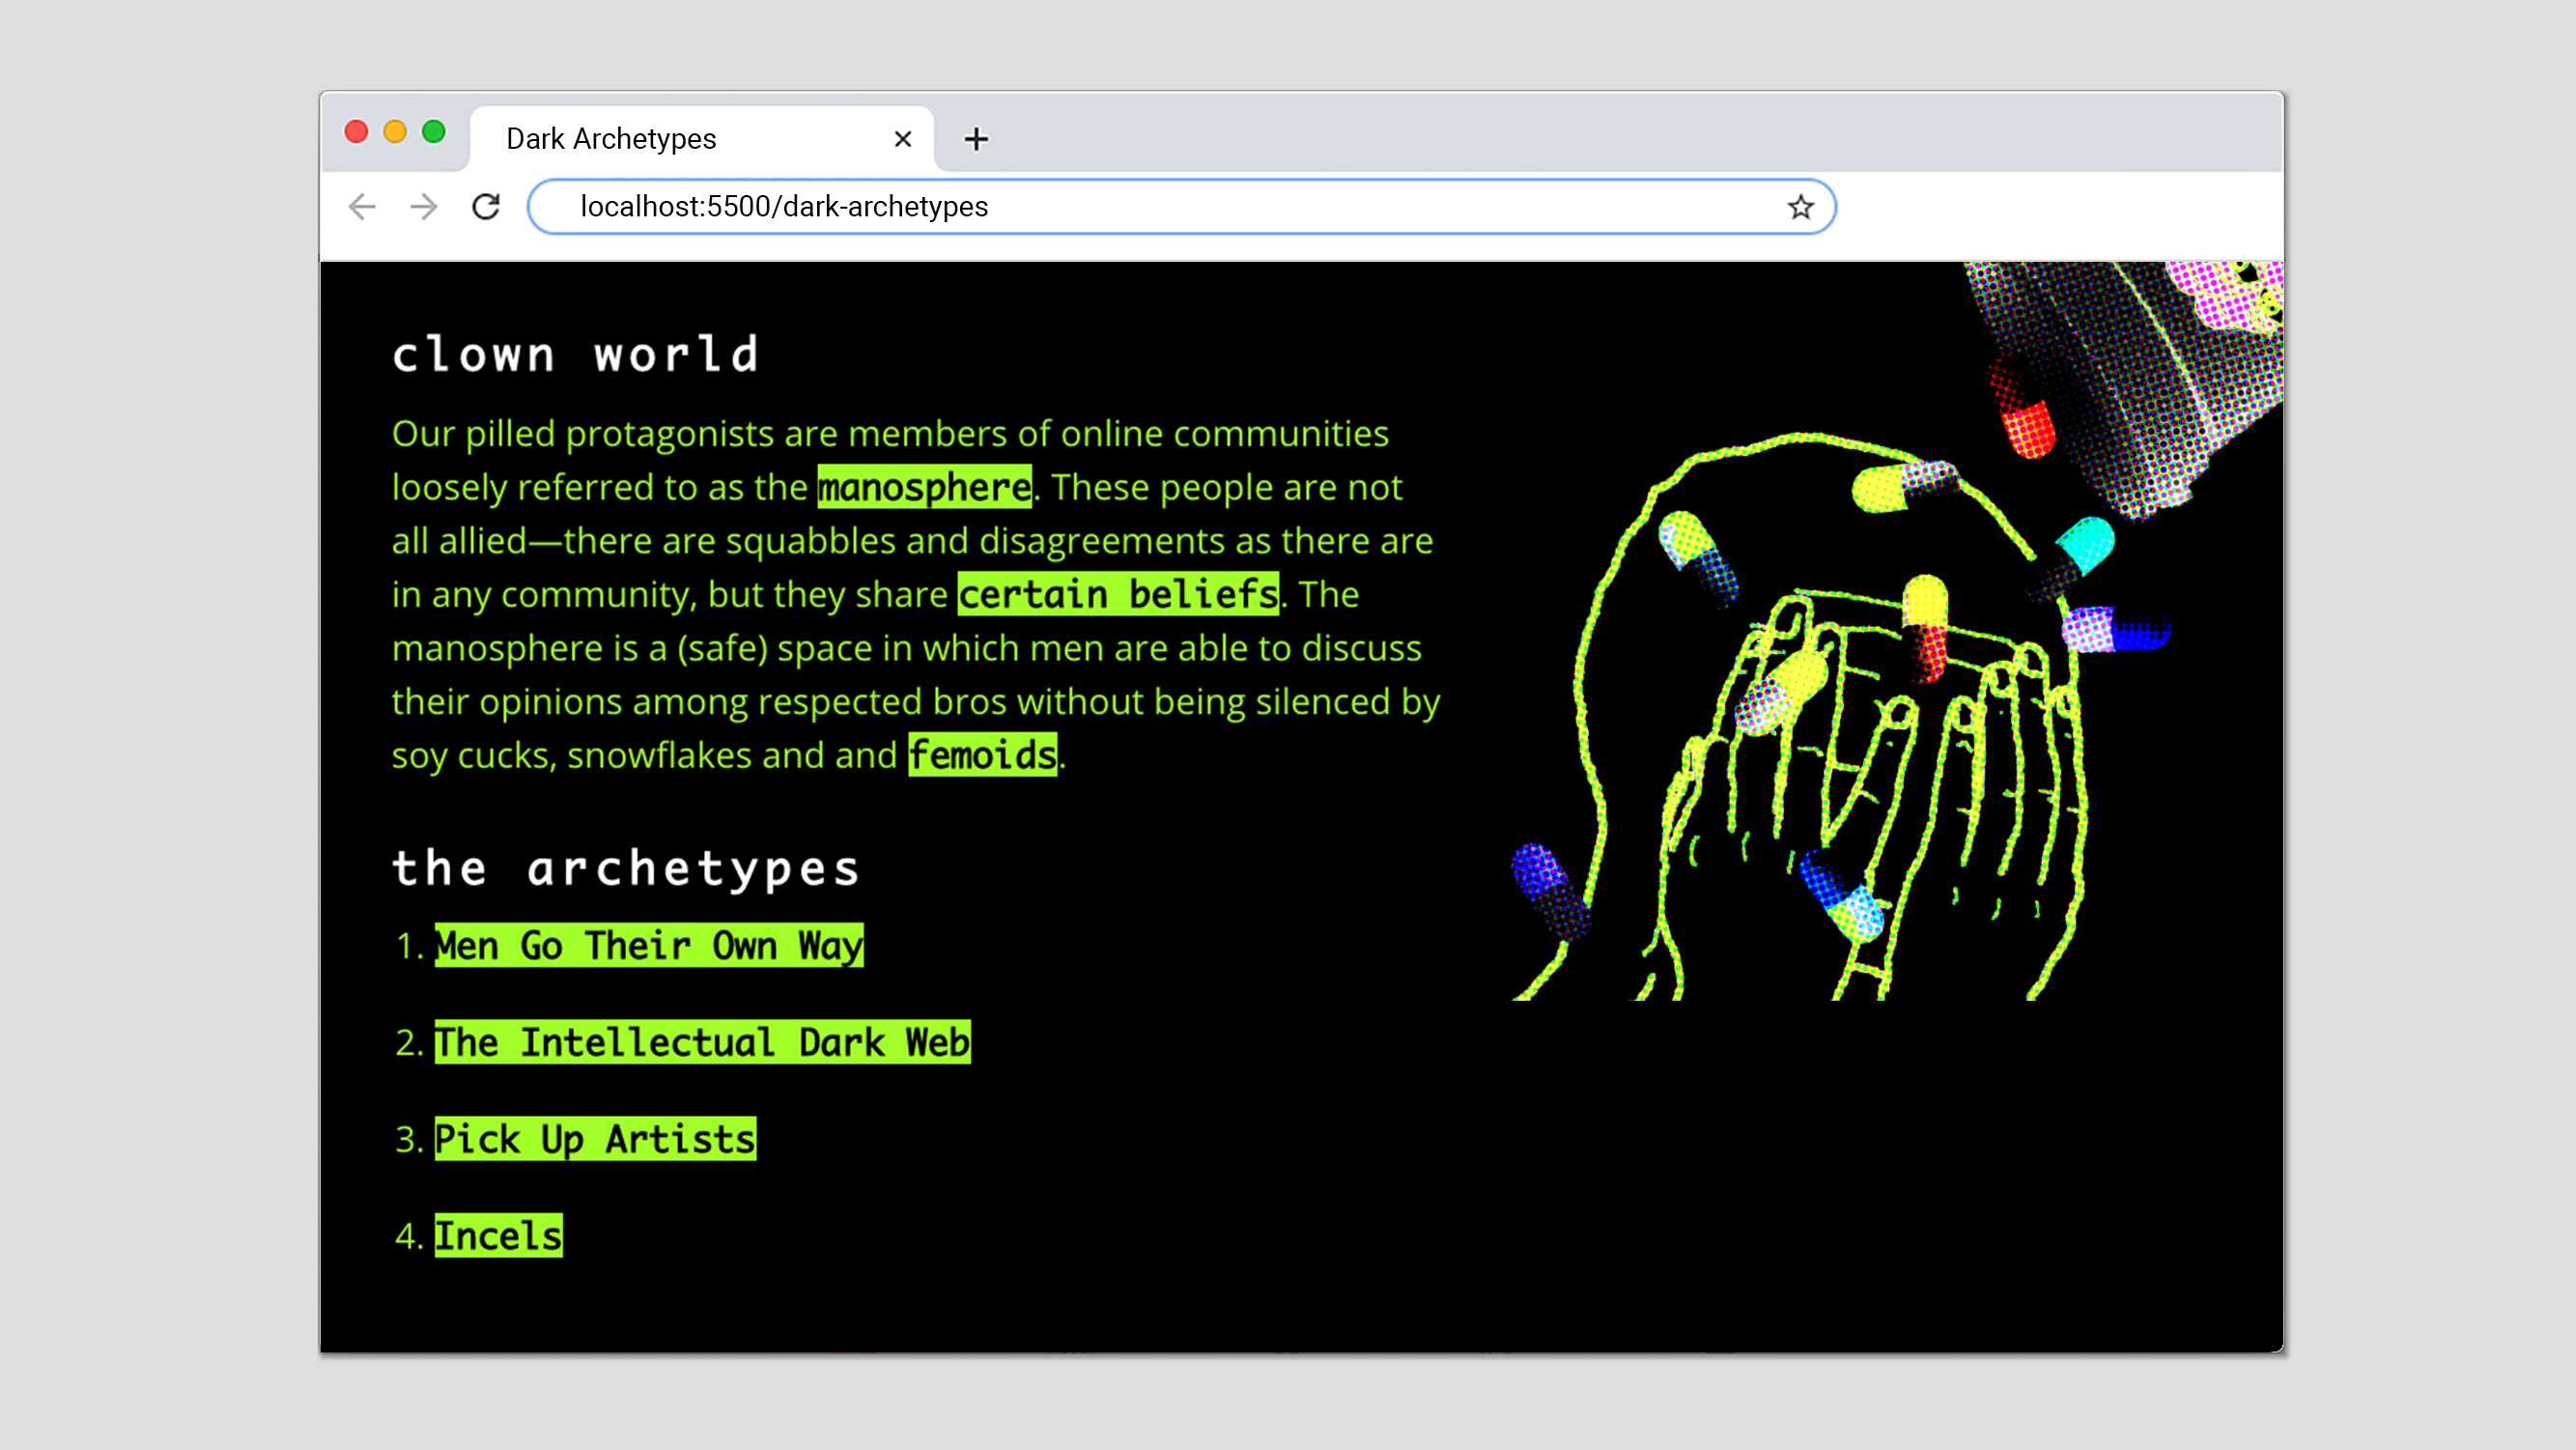 Dark Archetypes
localhost:5500/dark-archetypes
clown world
Our pilled protagonists are members of online communities
loosely referred to as the manosphere. These people are not
all allied—there are squabbles and disagreements as there are
in any community, but they share certain beliefs. The
manosphere is a (safe) space in which men are able to discuss
their opinions among respected bros without being silenced by
soy cucks, snowflakes and and femoids.
the archetypes
1. Men Go Their Own Way
2. The Intellectual Dark Web
3. Pick Up Artists
4. Incels